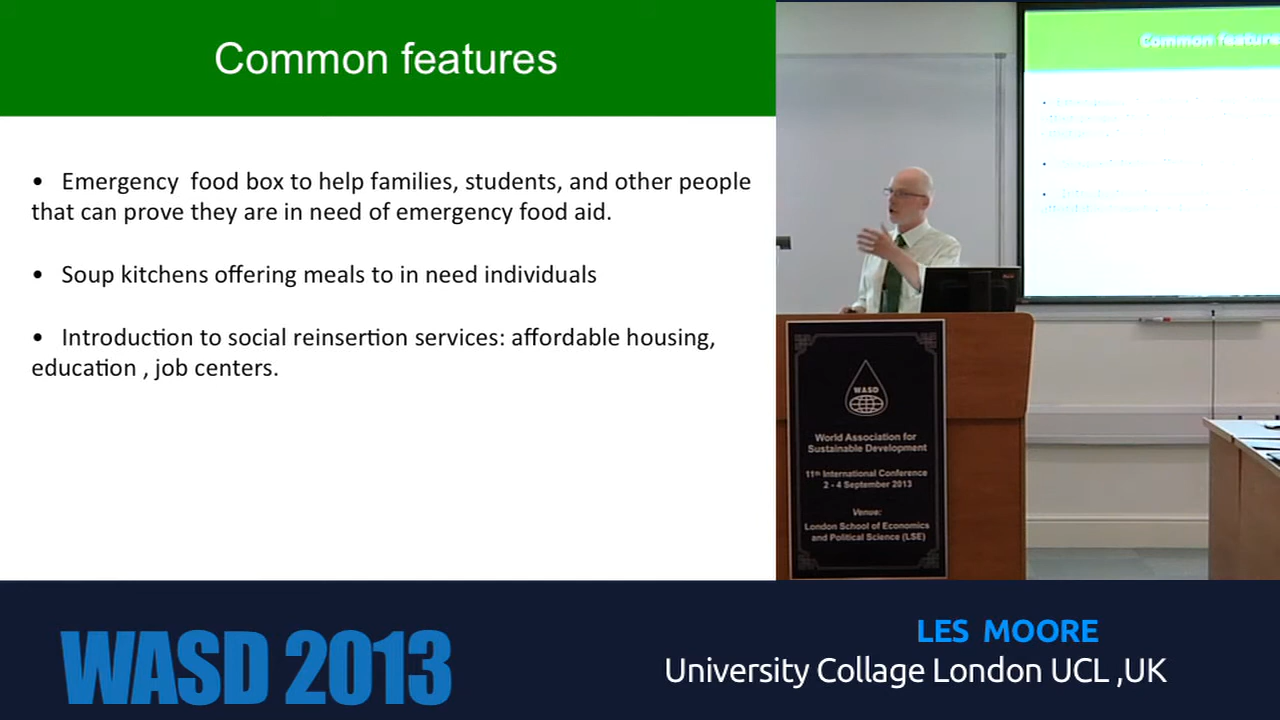 Common features
• Emergency  food box to help families, students, and other people
that can prove they are in need of emergency food aid.
• Soup kitchens offering meals to in need individuals
• Introduction to social reinsertion services: affordable housing,
education , job centers.
Common feature
WASD
World Association for
Sustainable Development
11th International Conference
2 - 4 September 2013
Venue:
London School of Economics
and Political Science (LSE)
WASD 2013
LES  MOORE
University Collage London UCL ,UK